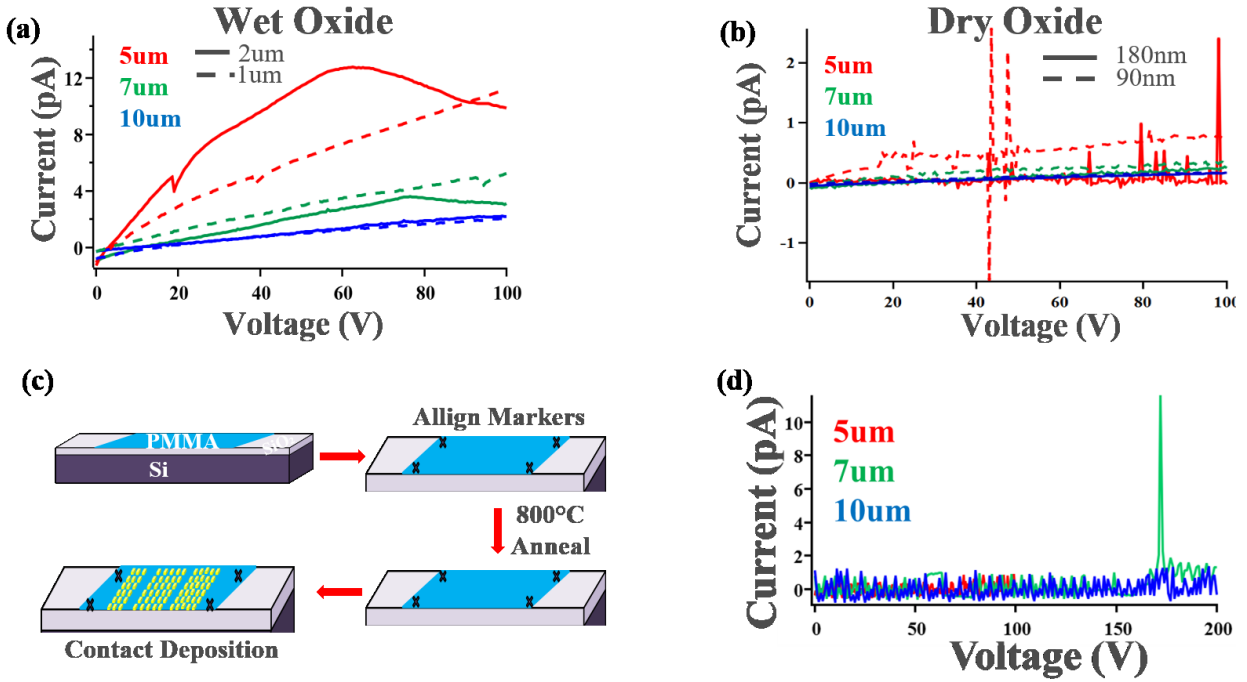 Wet Oxide
(a)
5um
7um
10um
2um
1um
Current (pA)
12
8
4
0
0
20
40
60
80
100
Voltage (V)
Dry Oxide
(b)
5um
7um
10um
180nm
90nm
Current (pA)
2
1
0
-1
0
20
40
60
80
100
Voltage (V)
(c)
PMMA
SiO
Si
Allign Markers
800°C
Anneal
Contact Deposition
(d)
5um
7um
10um
Current (pA)
10
8
6
4
2
0
0
50
100
150
200
Voltage (V)